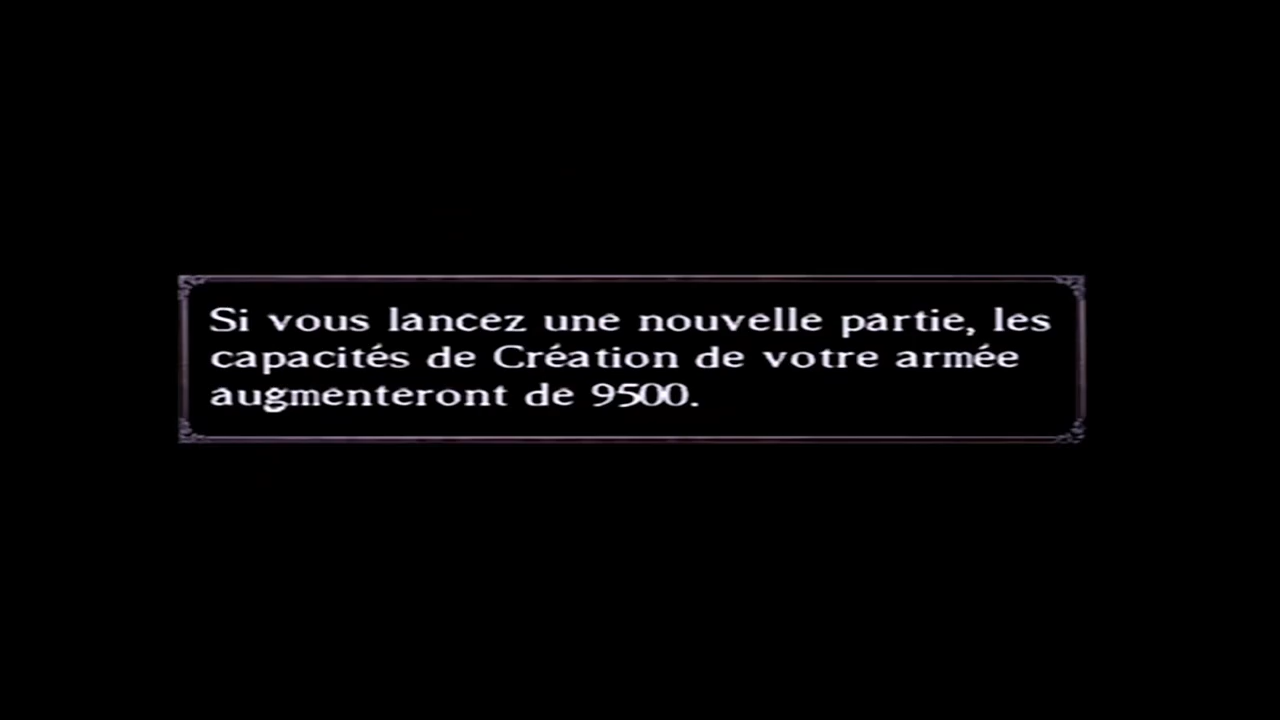 Si vous lancez une nouvelle partie, les
capacités de Création de votre armée
augmenteront de 9500.